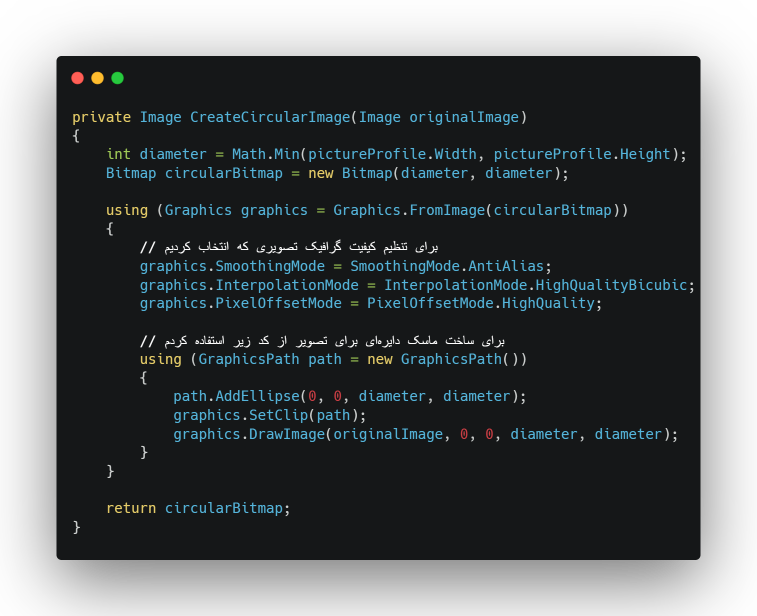 private Image CreateCircularImage(Image originalImage)
{
    int diameter = Math.Min(pictureProfile.Width, pictureProfile.Height);
    Bitmap circularBitmap = new Bitmap(diameter, diameter);

    using (Graphics graphics = Graphics.FromImage(circularBitmap))
    {
        // برای تنظیم کیفیت گرافیک تصویری که انتخاب کردیم
        graphics.SmoothingMode = SmoothingMode.AntiAlias;
        graphics.InterpolationMode = InterpolationMode.HighQualityBicubic;
        graphics.PixelOffsetMode = PixelOffsetMode.HighQuality;

        // برای ساخت ماسک دایره‌ای برای تصویر از کد زیر استفاده کردم
        using (GraphicsPath path = new GraphicsPath())
        {
            path.AddEllipse(0, 0, diameter, diameter);
            graphics.SetClip(path);
            graphics.DrawImage(originalImage, 0, 0, diameter, diameter);
        }
    }

    return circularBitmap;
}